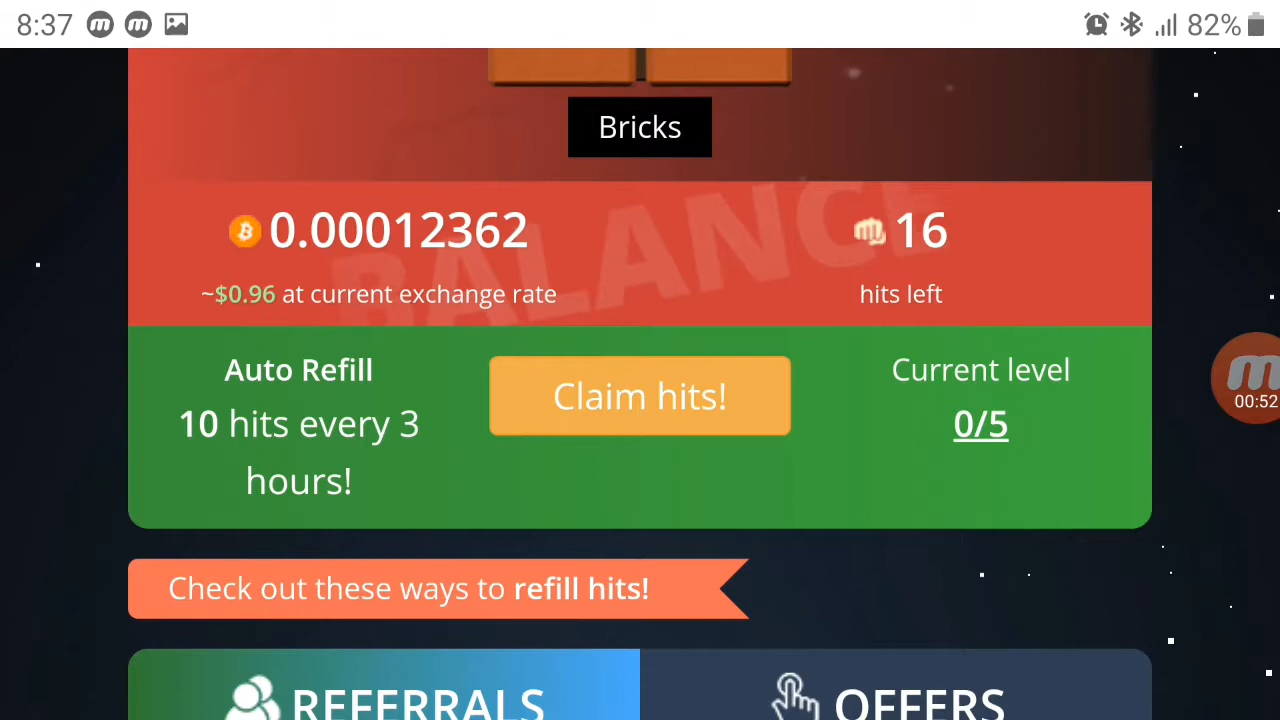 8:37
82%
Bricks
BALANCE
0.00012362
16
~$0.96 at current exchange rate
hits left
Auto Refill
10 hits every 3
hours!
Claim hits!
Current level
0/5
00:52
Check out these ways to refill hits!
REFERRALS
OFFERS